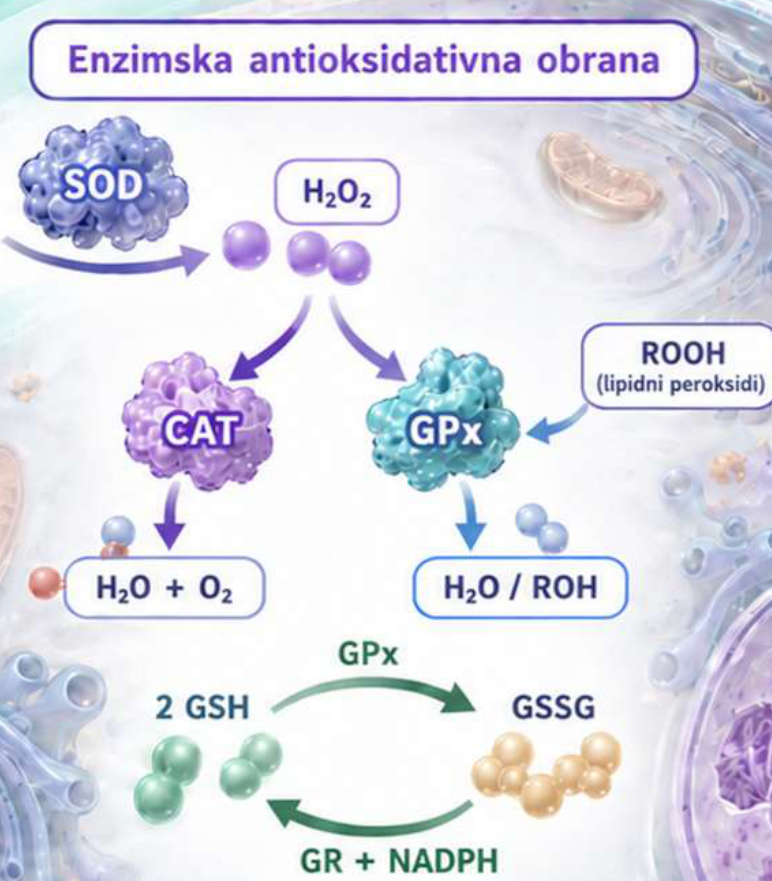 Enzimska antioksidativna obrana
SOD
H₂O₂
CAT
GPx
ROOH
(lipidni peroksidi)
H₂O + O₂
H₂O / ROH
GPx
2 GSH
GSSG
GR + NADPH